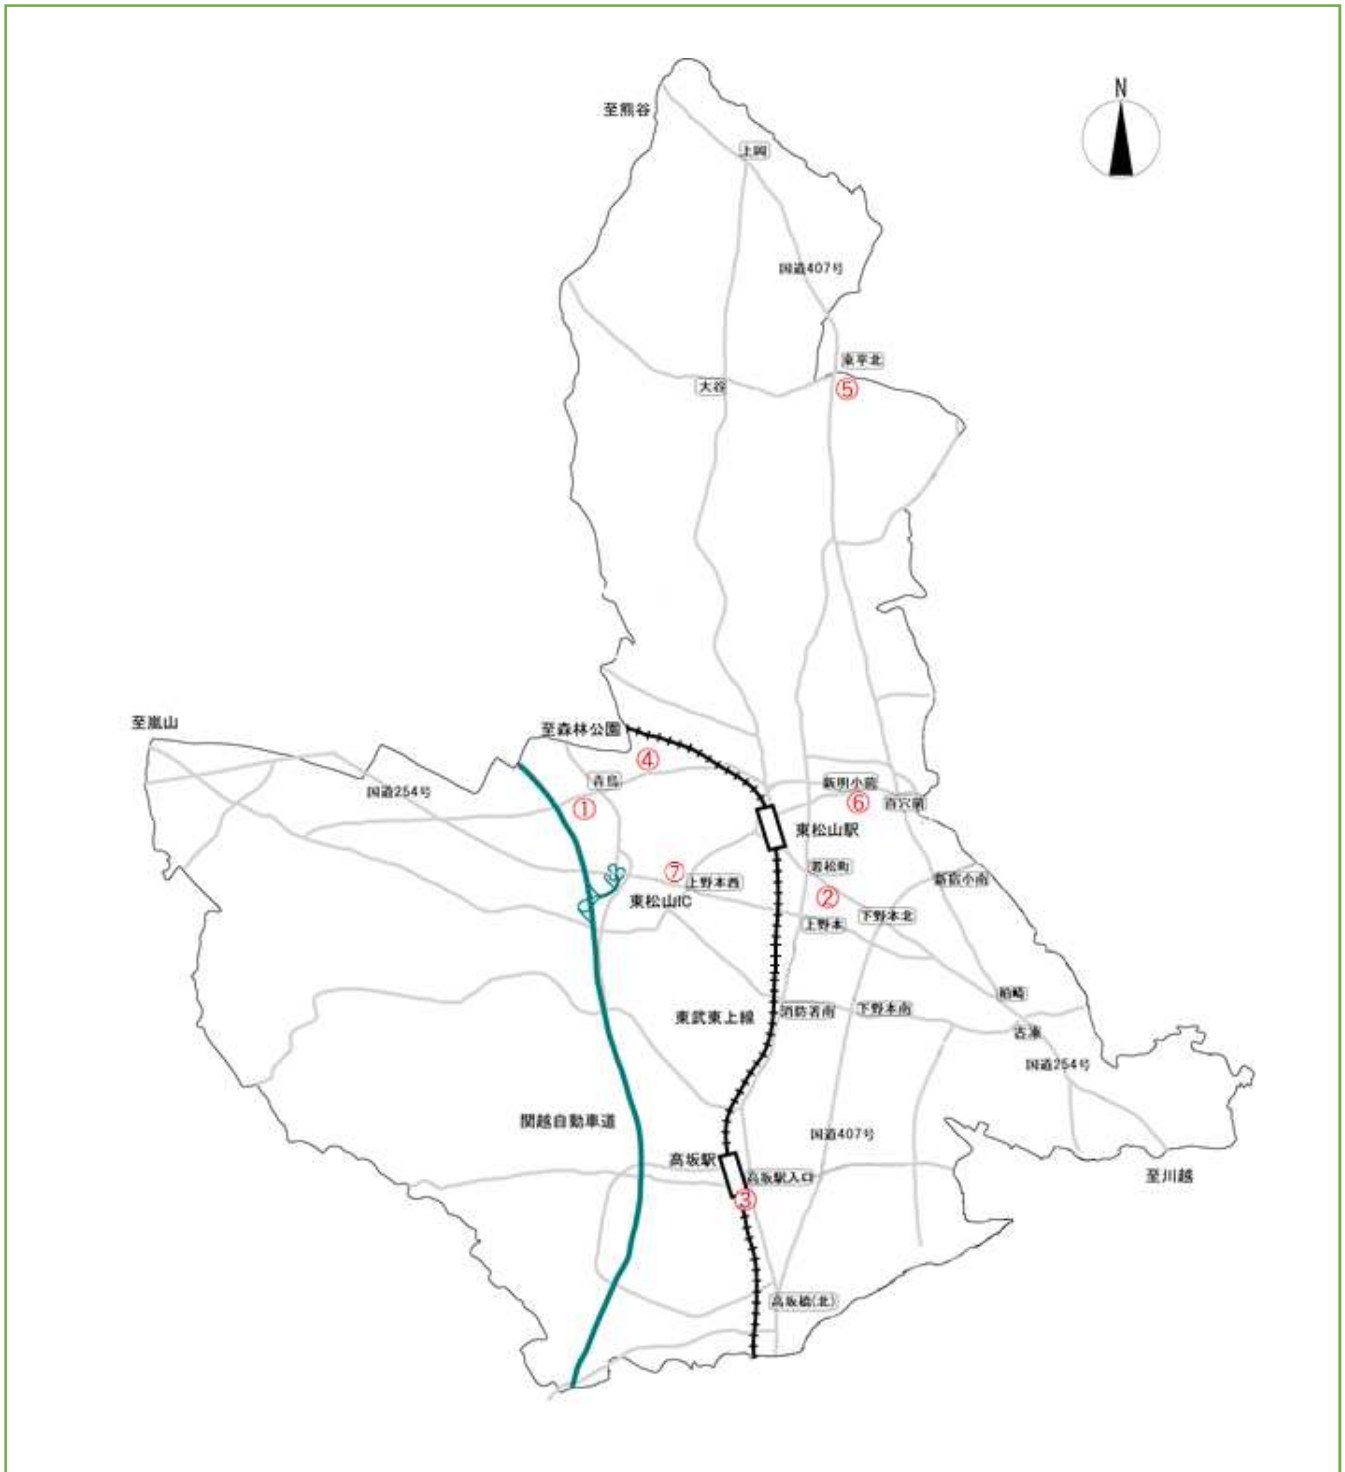 N
至熊谷
上岡
国道407号
東平北
⑤
大谷
至嵐山
至森林公園
④
青鳥
国道254号
新明小前
①
⑥
百穴前
東松山駅
若松町
⑦
上野本西
新宿小南
東松山IC
②
下野本北
上野本
柏崎
東武東上線
消防署南
下野本南
古凍
国道254号
関越自動車道
国道407号
高坂駅
高坂駅入口
至川越
③
高坂橋(北)